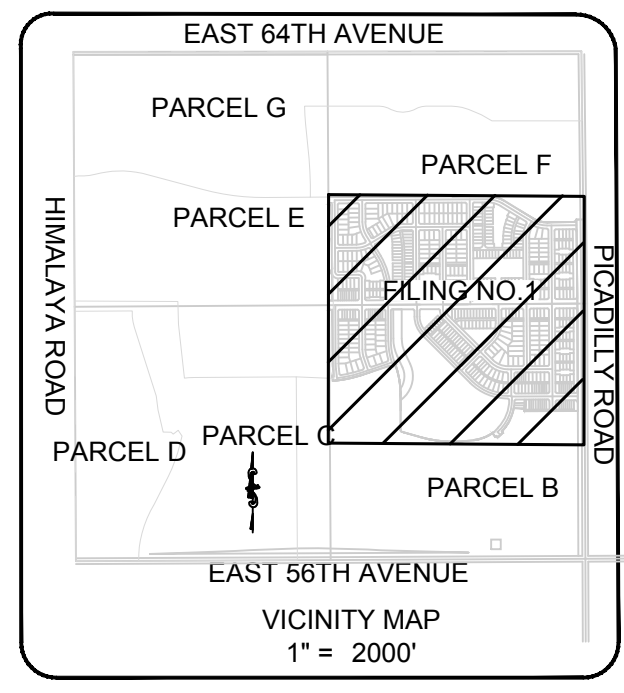 EAST 64TH AVENUE
PARCEL G
PARCEL F
PARCEL E
HIMALAYA ROAD
FILING NO.1
PICADILLY ROAD
PARCEL C
PARCEL D
PARCEL B
EAST 56TH AVENUE
VICINITY MAP
1" = 2000'